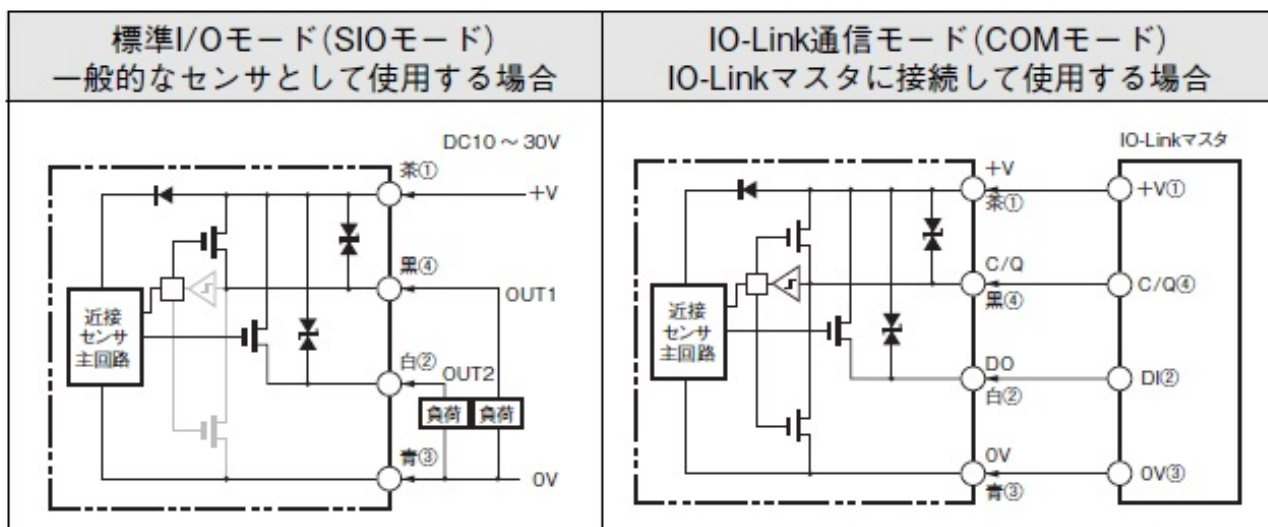 標準I/Oモード(SIOモード)
一般的なセンサとして使用する場合
IO-Link通信モード(COMモード)
IO-Linkマスタに接続して使用する場合
DC10～30V
茶①
+V
黒④
OUT1
近接
センサ
主回路
白②
OUT2
負荷 負荷
青③
0V
IO-Linkマスタ
+V
茶①
+V①
C/Q
黒④
C/Q④
近接
センサ
主回路
DO
白②
DI②
0V
青③
0V③